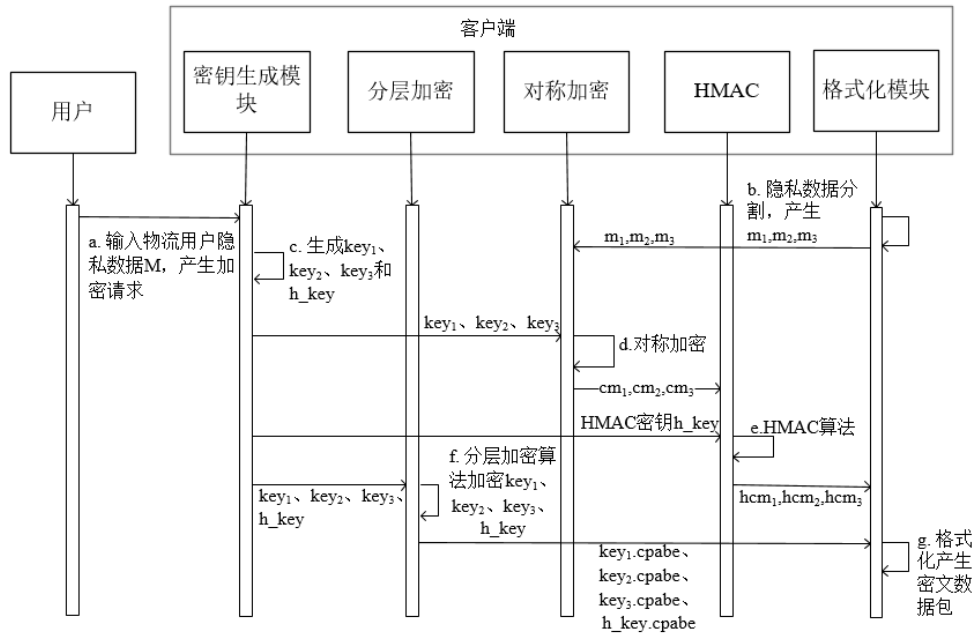 客户端
用户
密钥生成模
块
分层加密
对称加密
HMAC
格式化模块
a. 输入物流用户隐
私数据M，产生加
密请求
b. 隐私数据分
割，产生
m₁,m₂,m₃
m₁,m₂,m₃
c. 生成key₁、
key₂、key₃和
h_key
key₁、key₂、key₃
d.对称加密
cm₁,cm₂,cm₃
HMAC密钥h_key
e.HMAC算法
key₁、key₂、key₃、
h_key
f. 分层加密算
法加密key₁、
key₂、key₃、
h_key
hcm₁,hcm₂,hcm₃
key₁.cpabe、
key₂.cpabe、
key₃.cpabe、
h_key.cpabe
g. 格式
化产生
密文数
据包